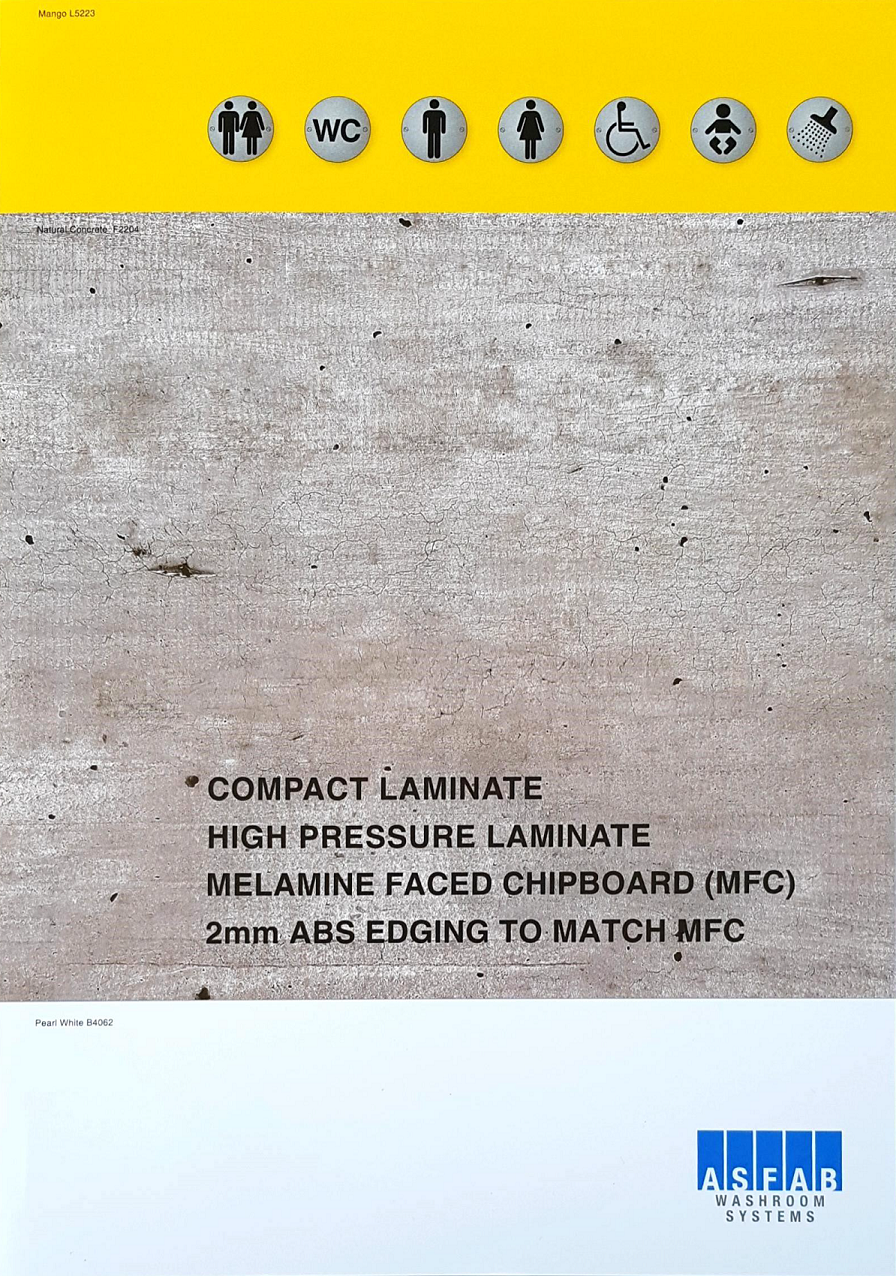 Mango L5223
WC
Natural Concrete F2204
COMPACT LAMINATE
HIGH PRESSURE LAMINATE
MELAMINE FACED CHIPBOARD (MFC)
2mm ABS EDGING TO MATCH MFC
Pearl White B4062
ASFAB
WASHROOM
SYSTEMS